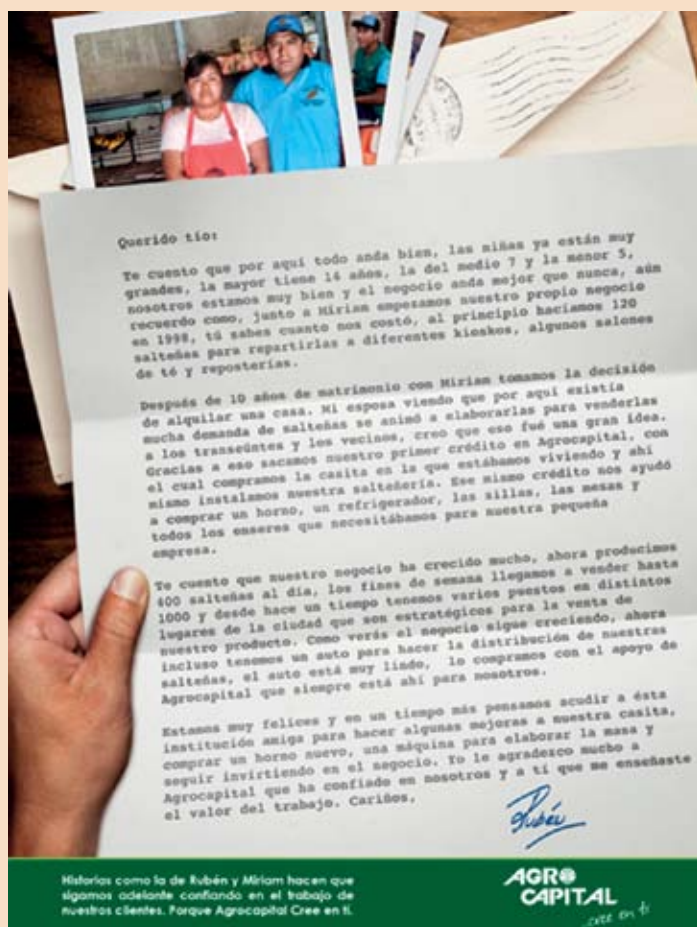 Querido tío:
Te cuento que por aquí todo anda bien, las niñas ya están muy
grandes, la mayor tiene 14 años, la del medio 7 y la menor 5,
nosotros estamos muy bien y el negocio anda mejor que nunca, aún
recuerdo como, junto a Miriam empezamos nuestro propio negocio
en 1998, tú sabes cuanto nos costó, al principio hacíamos 120
salteñas para repartirlas a diferentes kioskos, algunos salones
de té y reposterías.
Después de 10 años de matrimonio con Miriam tomamos la decisión
de alquilar una casa. Mi esposa viendo que por aquí existía
mucha demanda de salteñas se animó a elaborarlas para venderlas
a los transeúntes y los vecinos, creo que eso fué una gran idea.
Gracias a eso sacamos nuestro primer crédito en Agrocapital, con
el cual compramos la casita en la que estábamos viviendo y ahí
mismo instalamos nuestra salteñería. Ese mismo crédito nos ayudó
a comprar un horno, un refrigerador, las sillas, las mesas y
todos los enseres que necesitábamos para nuestra pequeña
empresa.
Te cuento que nuestro negocio ha crecido mucho, ahora producimos
400 salteñas al día, los fines de semana llegamos a vender hasta
1000 y desde hace un tiempo tenemos varios puestos en distintos
lugares de la ciudad que son estratégicos para la venta de
nuestro producto. Como verás el negocio sigue creciendo, ahora
incluso tenemos un auto para hacer la distribución de nuestras
salteñas, el auto está muy lindo, lo compramos con el apoyo de
Agrocapital que siempre está ahí para nosotros.
Estamos muy felices y en un tiempo más pensamos acudir a ésta
institución amiga para hacer algunas mejoras a nuestra casita,
comprar un horno nuevo, una máquina para elaborar la masa y
seguir invirtiendo en el negocio. Yo le agradezco mucho a
Agrocapital que ha confiado en nosotros y a tí que me enseñaste
el valor del trabajo. Cariños,
Rubén
Historias como la de Rubén y Miriam hacen que
sigamos adelante confiando en el trabajo de
nuestros clientes. Porque Agrocapital Cree en tí.
AGRO
CAPITAL
...cree en ti